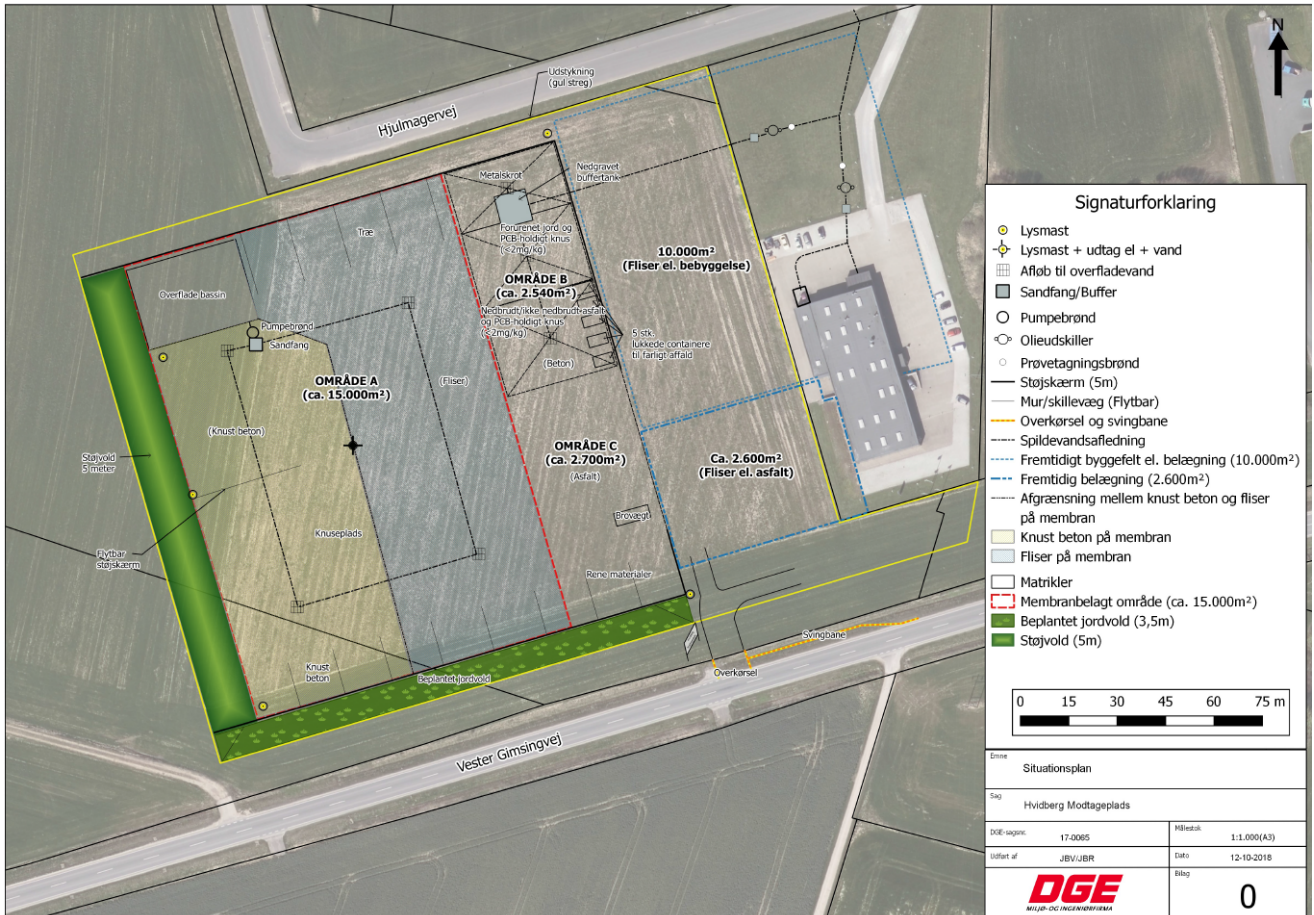 N
Udstykning
(gul streg)
Hjulmagervej
Metalskrot
Nedgravet
buffertank
Træ
Forurenet jord og
PCB-holdigt knus
(<2mg/kg)
10.000m²
(Fliser el. bebyggelse)
OMRÅDE B
(ca. 2.540m²)
Overflade bassin
Nedbrudt/ikke nedbrudt asfalt
og PCB-holdigt knus
(<2mg/kg)
Pumpebrønd
Sandfang
5 stk.
lukkede containere
til farligt affald
(Beton)
OMRÅDE A
(ca. 15.000m²)
(Fliser)
(Knust beton)
OMRÅDE C
(ca. 2.700m²)
(Asfalt)
Ca. 2.600m²
(Fliser el. asfalt)
Støjvold
5 meter
Brovægt
Knuseplads
Flytbar
støjskærm
Rene materialer
Svingbane
Knust
beton
Beplantet jordvold
Overkørsel
Vester Gimsingvej
Signaturforklaring
Lysmast
Lysmast + udtag el + vand
Afløb til overfladevand
Sandfang/Buffer
Pumpebrønd
Olieudskiller
Prøvetagningsbrønd
Støjskærm (5m)
Mur/skillevæg (Flytbar)
Overkørsel og svingbane
Spildevandsafledning
Fremtidigt byggefelt el. belægning (10.000m²)
Fremtidig belægning (2.600m²)
Afgrænsning mellem knust beton og fliser
på membran
Knust beton på membran
Fliser på membran
Matrikler
Membranbelagt område (ca. 15.000m²)
Beplantet jordvold (3,5m)
Støjvold (5m)
0 15 30 45 60 75 m
Emne
Situationsplan
Sag
Hvidberg Modtageplads
DGE-sagsnr. 17-0065
Målestok 1:1.000(A3)
Udført af JBV/JBR
Dato 12-10-2018
DGE
MILJØ- OG INGENIØRFIRMA
Bilag
0